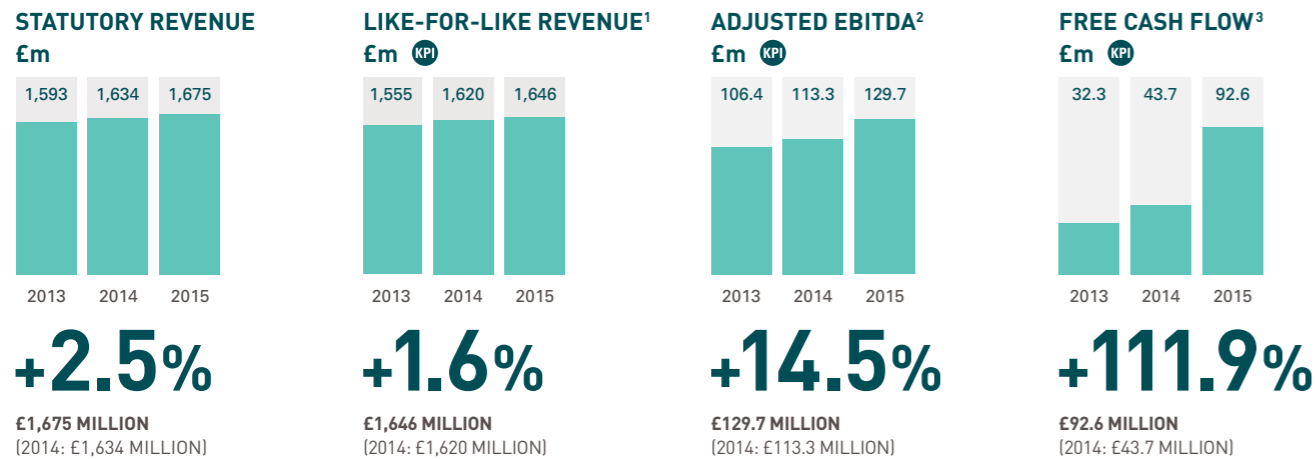 STATUTORY REVENUE
£m
1,593 1,634 1,675
2013 2014 2015
+2.5%
£1,675 MILLION
(2014: £1,634 MILLION)
LIKE-FOR-LIKE REVENUE¹
£m KPI
1,555 1,620 1,646
2013 2014 2015
+1.6%
£1,646 MILLION
(2014: £1,620 MILLION)
ADJUSTED EBITDA²
£m KPI
106.4 113.3 129.7
2013 2014 2015
+14.5%
£129.7 MILLION
(2014: £113.3 MILLION)
FREE CASH FLOW³
£m KPI
32.3 43.7 92.6
2013 2014 2015
+111.9%
£92.6 MILLION
(2014: £43.7 MILLION)